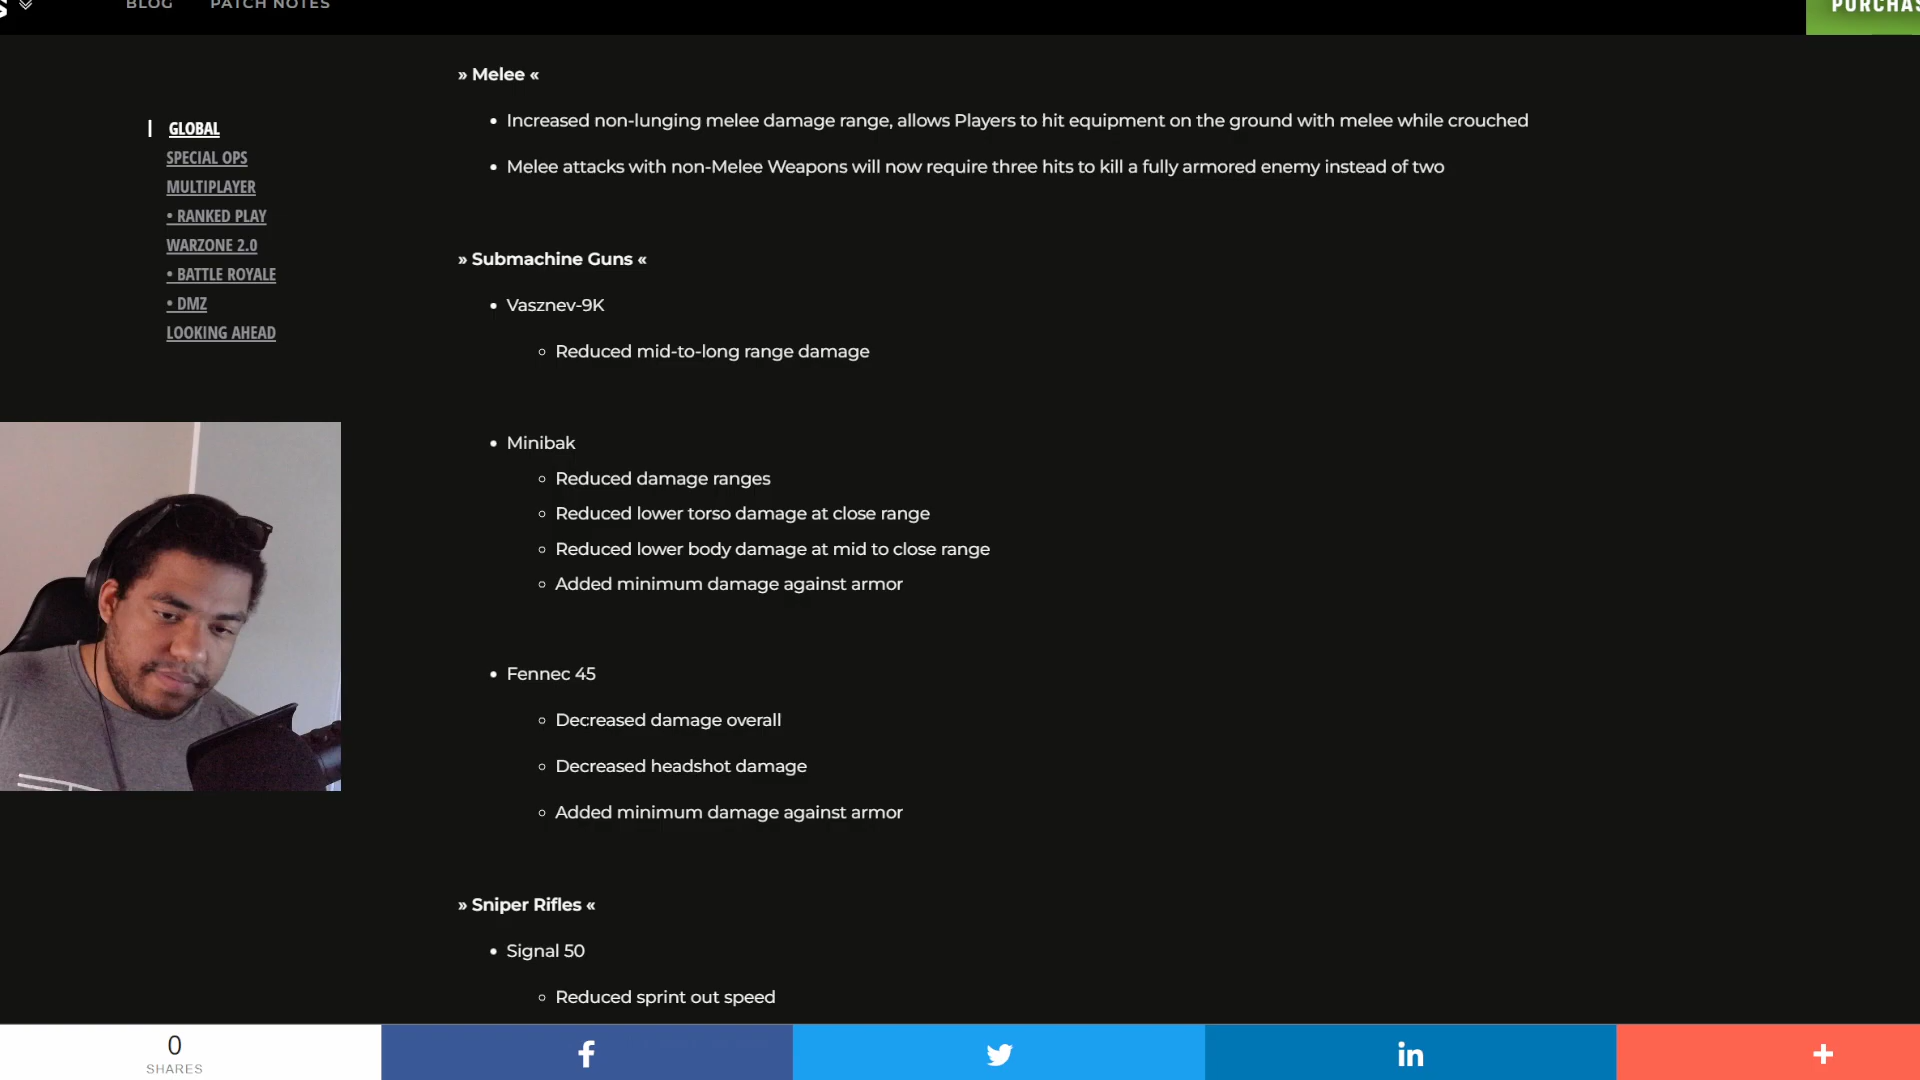 BLOG
PATCH NOTES
» Melee «
• Increased non-lunging melee damage range, allows Players to hit equipment on the ground with melee while crouched
• Melee attacks with non-Melee Weapons will now require three hits to kill a fully armored enemy instead of two
GLOBAL
SPECIAL OPS
MULTIPLAYER
• RANKED PLAY
WARZONE 2.0
• BATTLE ROYALE
• DMZ
LOOKING AHEAD
» Submachine Guns «
• Vasznev-9K
◦ Reduced mid-to-long range damage
• Minibak
◦ Reduced damage ranges
◦ Reduced lower torso damage at close range
◦ Reduced lower body damage at mid to close range
◦ Added minimum damage against armor
• Fennec 45
◦ Decreased damage overall
◦ Decreased headshot damage
◦ Added minimum damage against armor
» Sniper Rifles «
• Signal 50
◦ Reduced sprint out speed
0
SHARES